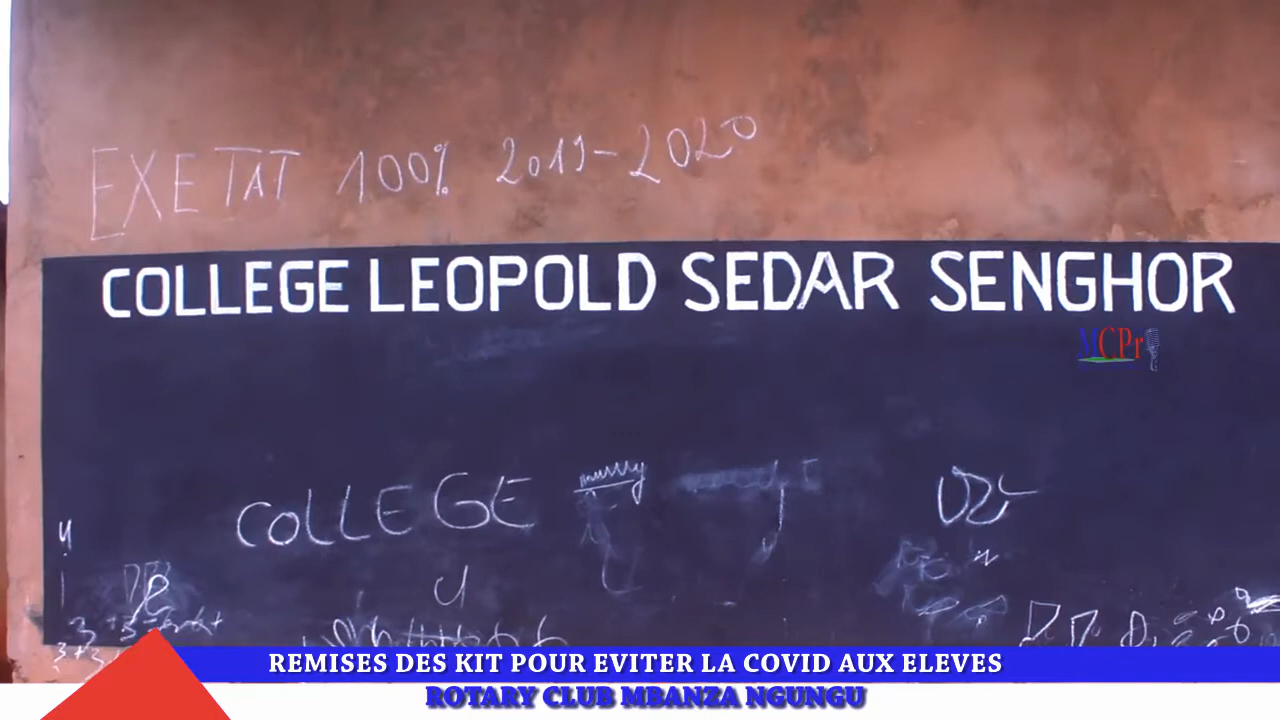 EXETAT 100% 2019-2020
COLLEGE LEOPOLD SEDAR SENGHOR
MCPr
COLLEGE
REMISES DES KIT POUR EVITER LA COVID AUX ELEVES
ROTARY CLUB MBANZA NGUNGU